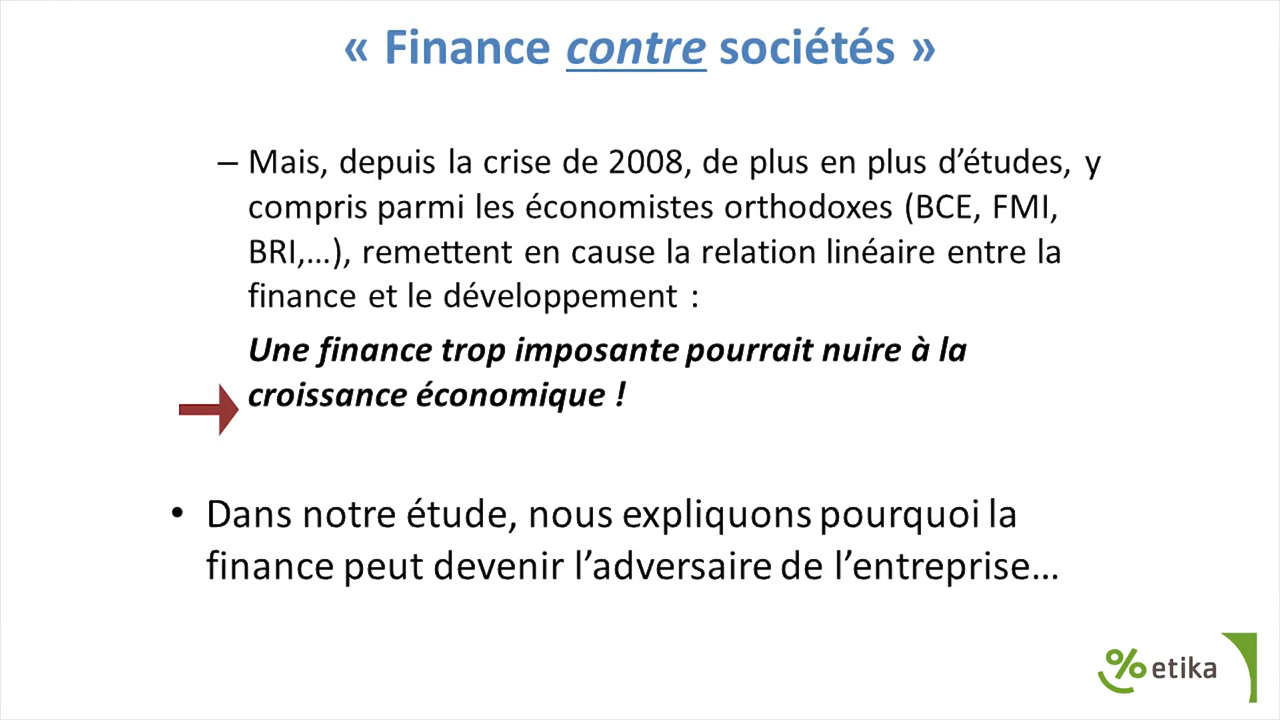 « Finance contre sociétés »
– Mais, depuis la crise de 2008, de plus en plus d’études, y
compris parmi les économistes orthodoxes (BCE, FMI,
BRI,…), remettent en cause la relation linéaire entre la
finance et le développement :
Une finance trop imposante pourrait nuire à la
croissance économique !
• Dans notre étude, nous expliquons pourquoi la
finance peut devenir l’adversaire de l’entreprise…
% etika